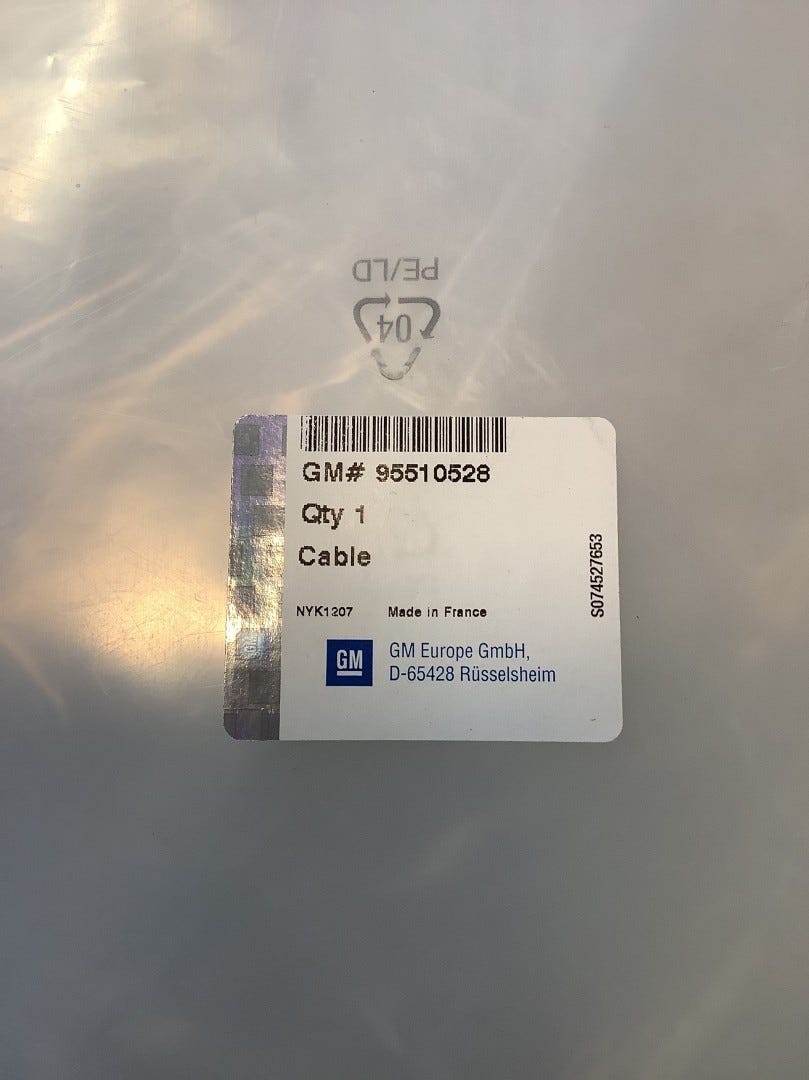 PE/LD
04
GM# 95510528
Qty 1
Cable
S074527653
NYK1207 Made in France
GM
GM Europe GmbH,
D-65428 Rüsselsheim
GM